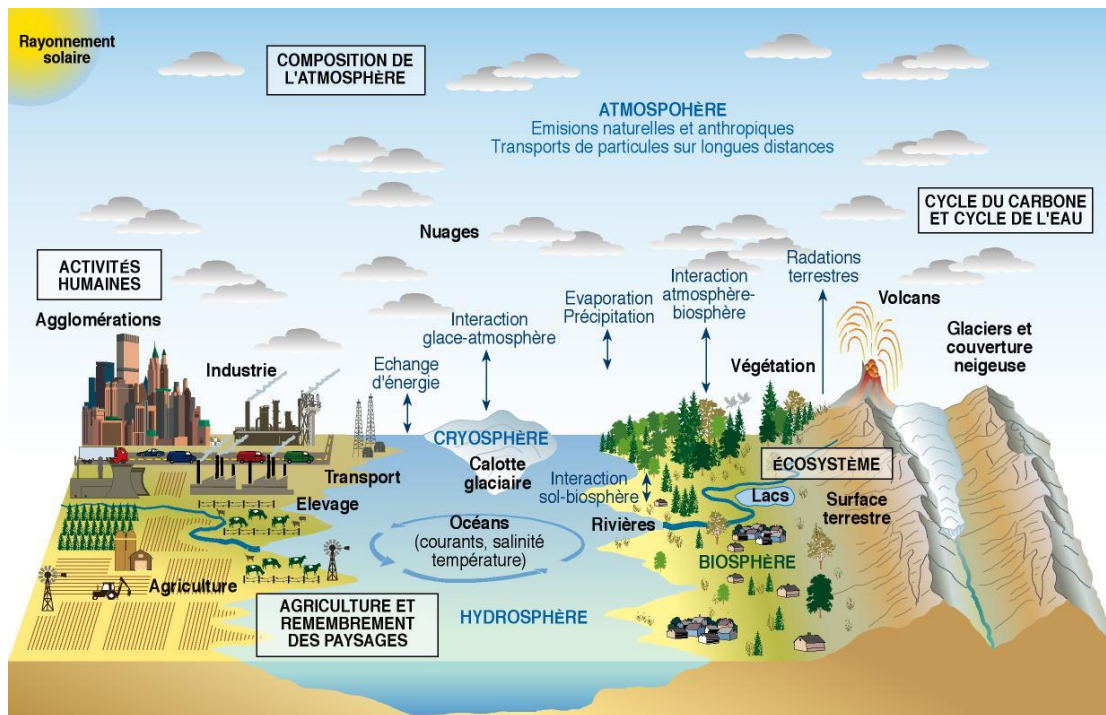 Rayonnement
solaire
COMPOSITION DE
L'ATMOSPHÈRE
ATMOSPOHÈRE
Emisions naturelles et anthropiques
Transports de particules sur longues distances
CYCLE DU CARBONE
ET CYCLE DE L'EAU
Nuages
ACTIVITÉS
HUMAINES
Agglomérations
Industrie
Echange
d'énergie
Interaction
glace-atmosphère
Evaporation
Précipitation
Interaction
atmosphère-
biosphère
Radations
terrestres
Volcans
Glaciers et
couverture
neigeuse
Végétation
CRYOSPHÈRE
Calotte
glaciaire
Transport
Elevage
Interaction
sol-biosphère
ÉCOSYSTÈME
Lacs
Surface
terrestre
Rivières
Océans
(courants, salinité
température)
BIOSPHÈRE
Agriculture
AGRICULTURE ET
REMEMBREMENT
DES PAYSAGES
HYDROSPHÈRE